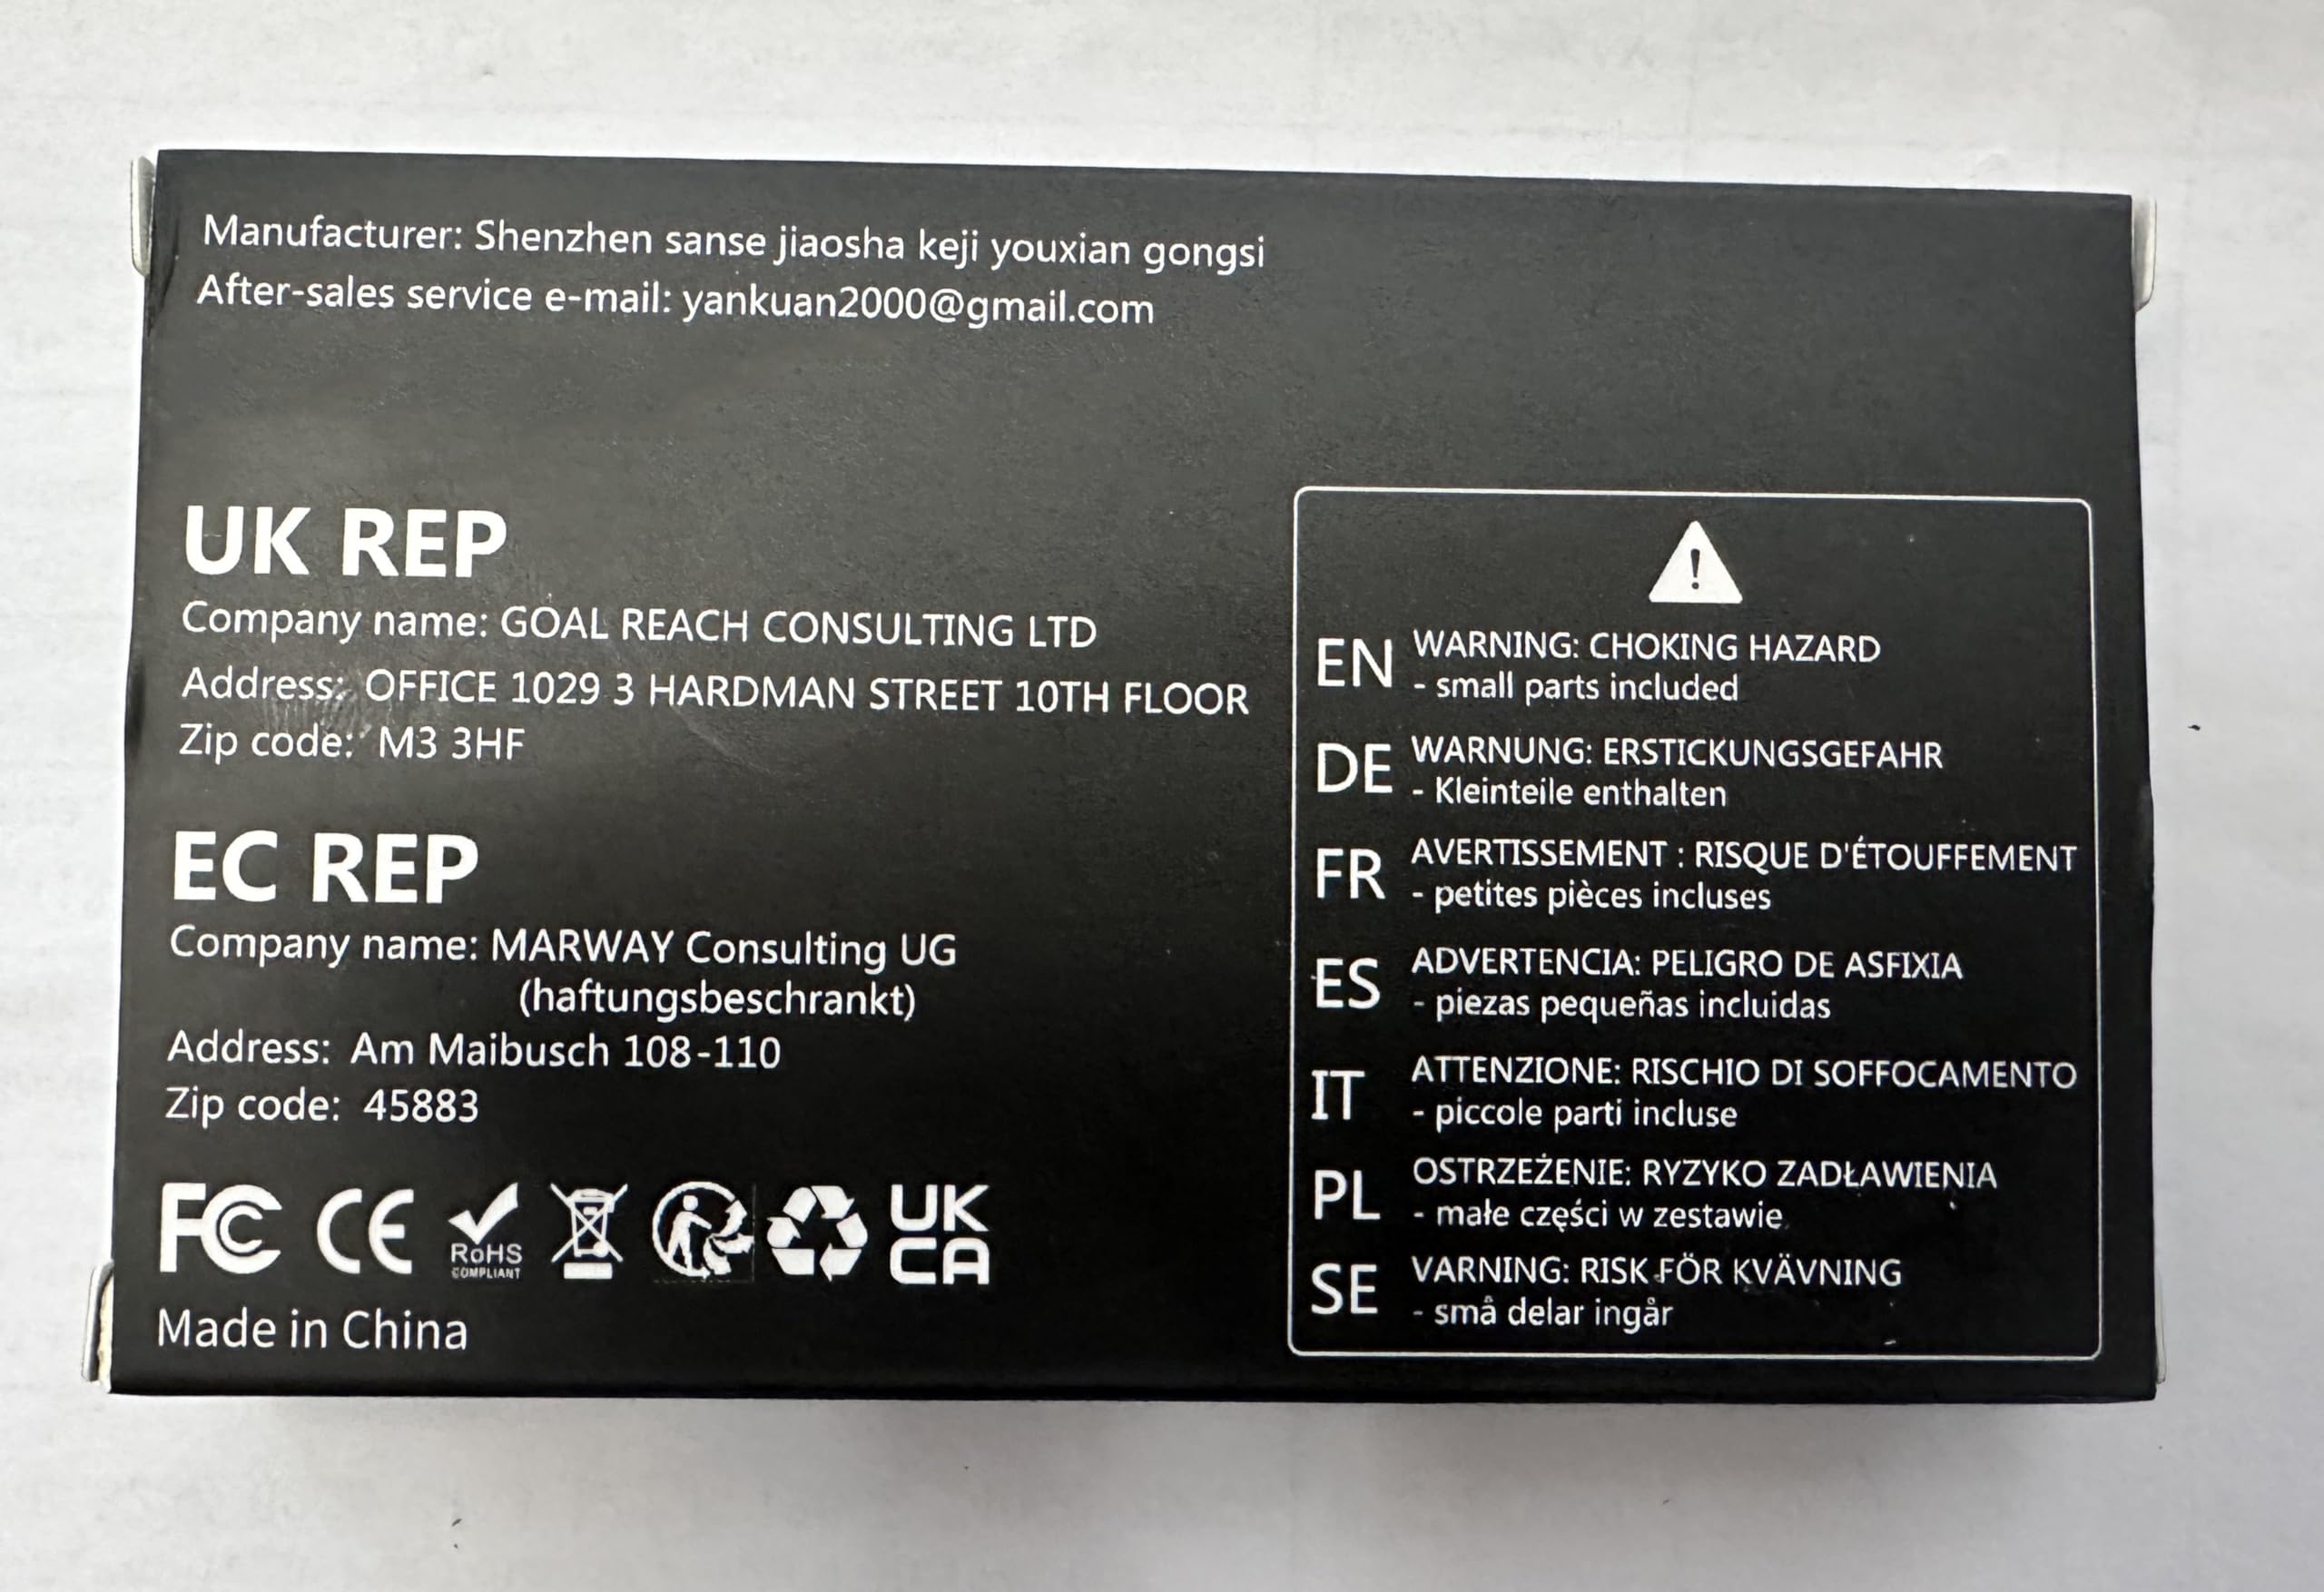 Manufacturer: Shenzhen sanse jiaosha keji youxian gongsi
After-sales service e-mail: yankuan2000@gmail.com
UK REP
Company name: GOAL REACH CONSULTING LTD
Address: OFFICE 1029 3 HARDMAN STREET 10TH FLOOR
Zip code: M3 3HF
EC REP
Company name: MARWAY Consulting UG
(haftungsbeschrankt)
Address: Am Maibusch 108-110
Zip code: 45883
FC CE RoHS COMPLIANT UK CA
Made in China
EN WARNING: CHOKING HAZARD
- small parts included
DE WARNUNG: ERSTICKUNGSGEFAHR
- Kleinteile enthalten
FR AVERTISSEMENT : RISQUE D'ÉTOUFFEMENT
- petites pièces incluses
ES ADVERTENCIA: PELIGRO DE ASFIXIA
- piezas pequeñas incluidas
IT ATTENZIONE: RISCHIO DI SOFFOCAMENTO
- piccole parti incluse
PL OSTRZEŻENIE: RYZYKO ZADŁAWIENIA
- małe części w zestawie
SE VARNING: RISK FÖR KVÄVNING
- små delar ingår